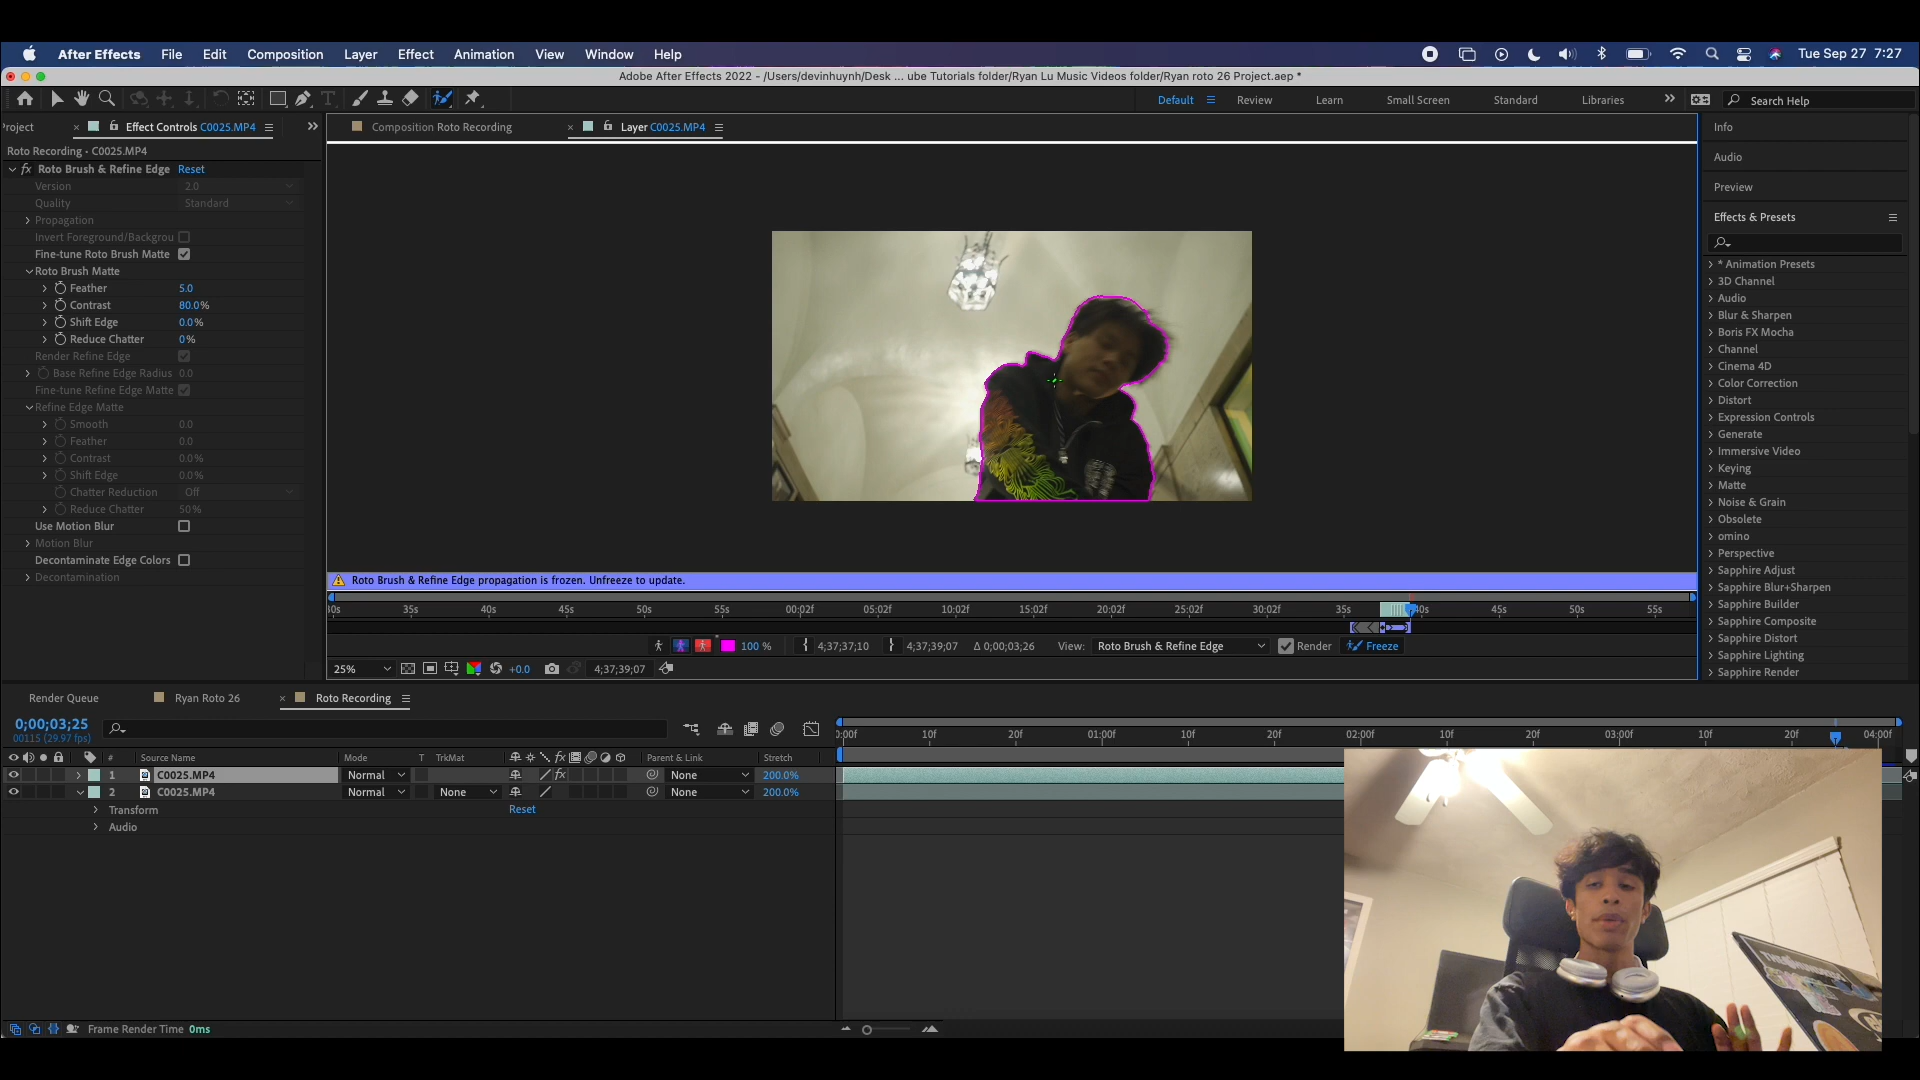 After Effects File Edit Composition Layer Effect Animation View Window Help Tue Sep 27 7:27
Adobe After Effects 2022 - /Users/devinhuynh/Desk ... ube Tutorials folder/Ryan Lu Music Videos folder/Ryan roto 26 Project.aep *
Default Review Learn Small Screen Standard Libraries Search Help
roject Effect Controls C0025.MP4
Composition Roto Recording
Layer C0025.MP4
Roto Recording • C0025.MP4
fx Roto Brush & Refine Edge Reset
Version 2.0
Quality Standard
Propagation
Invert Foreground/Backgrou
Fine-tune Roto Brush Matte
Roto Brush Matte
Feather 5.0
Contrast 80.0%
Shift Edge 0.0%
Reduce Chatter 0%
Render Refine Edge
Base Refine Edge Radius 0.0
Fine-tune Refine Edge Matte
Refine Edge Matte
Smooth 0.0
Feather 0.0
Contrast 0.0%
Shift Edge 0.0%
Chatter Reduction Off
Reduce Chatter 50%
Use Motion Blur
Motion Blur
Decontaminate Edge Colors
Decontamination
Roto Brush & Refine Edge propagation is frozen. Unfreeze to update.
30s 35s 40s 45s 50s 55s 00:02f 05:02f 10:02f 15:02f 20:02f 25:02f 30:02f 35s 40s 45s 50s 55s
100 % 4;37;37;10 4;37;39;07 Δ 0;00;03;26 View: Roto Brush & Refine Edge Render Freeze
25% +0.0 4;37;39;07
Info
Audio
Preview
Effects & Presets
* Animation Presets
3D Channel
Audio
Blur & Sharpen
Boris FX Mocha
Channel
Cinema 4D
Color Correction
Distort
Expression Controls
Generate
Immersive Video
Keying
Matte
Noise & Grain
Obsolete
omino
Perspective
Sapphire Adjust
Sapphire Blur+Sharpen
Sapphire Builder
Sapphire Composite
Sapphire Distort
Sapphire Lighting
Sapphire Render
Render Queue Ryan Roto 26 Roto Recording
0;00;03;25
00115 (29.97 fps)
0:00f 10f 20f 01:00f 10f 20f 02:00f 10f 20f 03:00f 10f 20f 04:00f
# Source Name Mode T TrkMat fx Parent & Link Stretch
1 C0025.MP4 Normal fx None 200.0%
2 C0025.MP4 Normal None None 200.0%
Transform Reset
Audio
Frame Render Time 0ms